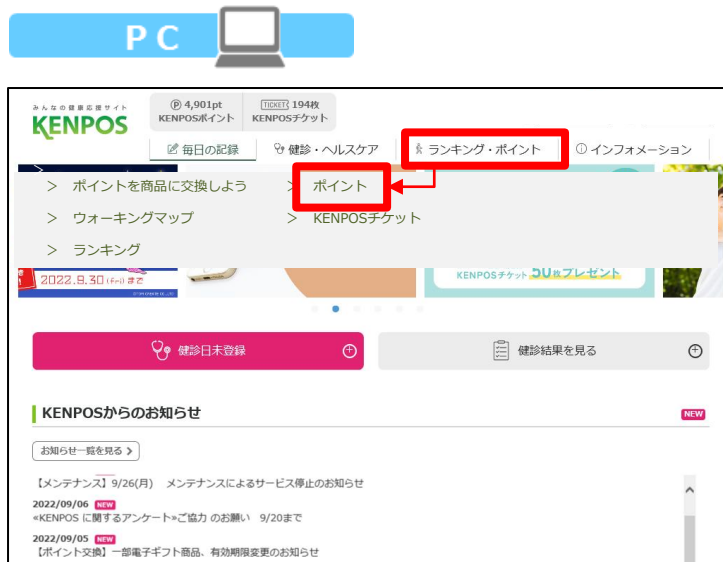 PC
みんなの健康応援サイト
KENPOS
Ⓟ 4,901pt
KENPOSポイント
TICKET 194枚
KENPOSチケット
毎日の記録
健診・ヘルスケア
ランキング・ポイント
インフォメーション
＞ ポイントを商品に交換しよう
＞ ポイント
＞ ウォーキングマップ
＞ KENPOSチケット
＞ ランキング
2022.9.30(Fri)まで
KENPOSチケット50枚プレゼント
健診日未登録
健診結果を見る
KENPOSからのお知らせ
NEW
お知らせ一覧を見る
【メンテナンス】9/26(月)　メンテナンスによるサービス停止のお知らせ
2022/09/06 NEW
≪KENPOS に関するアンケート≫ご協力 のお願い　9/20まで
2022/09/05 NEW
【ポイント交換】一部電子ギフト商品、有効期限変更のお知らせ